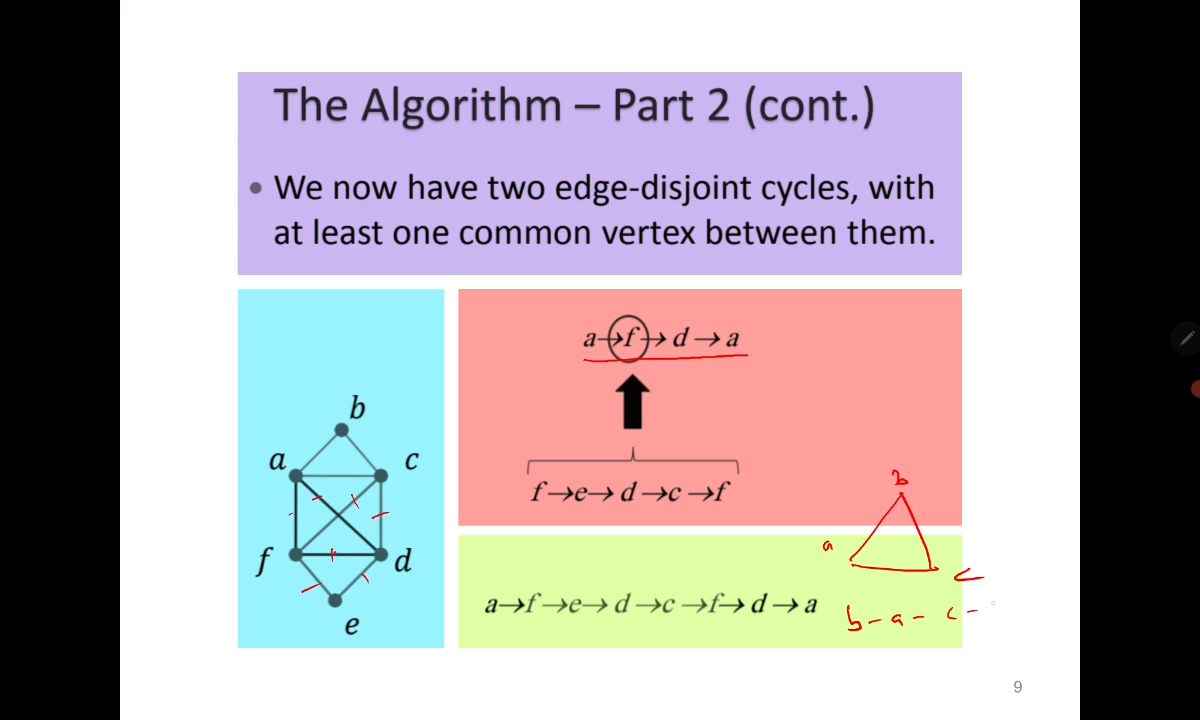 The Algorithm – Part 2 (cont.)
• We now have two edge-disjoint cycles, with
at least one common vertex between them.
a→f→d→a
f→e→d→c→f
a→f→e→d→c→f→d→a
b
a
c
f
d
e
b
a
c
b - a - c -
9